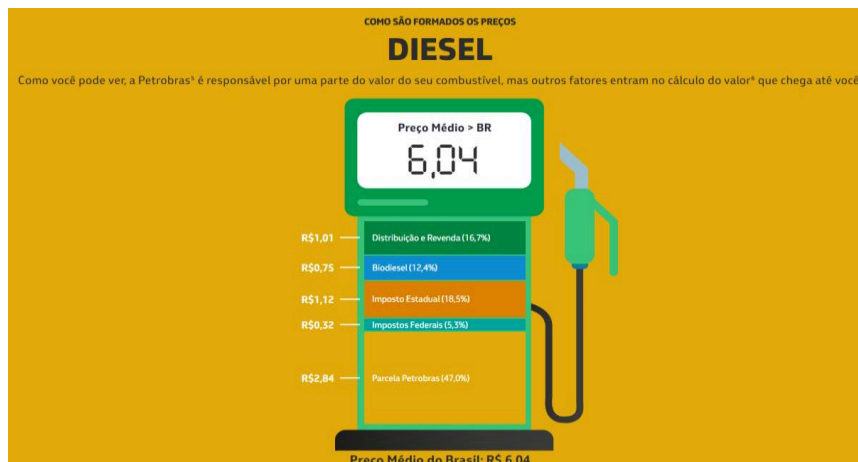 COMO SÃO FORMADOS OS PREÇOS
DIESEL
Como você pode ver, a Petrobras* é responsável por uma parte do valor do seu combustível, mas outros fatores entram no cálculo do valor* que chega até você
Preço Médio > BR
6,04
R$1,01 Distribuição e Revenda (16,7%)
R$0,75 Biodiesel (12,4%)
R$1,12 Imposto Estadual (18,5%)
R$0,32 Impostos Federais (5,3%)
R$2,84 Parcela Petrobras (47,0%)
Preço Médio do Brasil: R$ 6,04